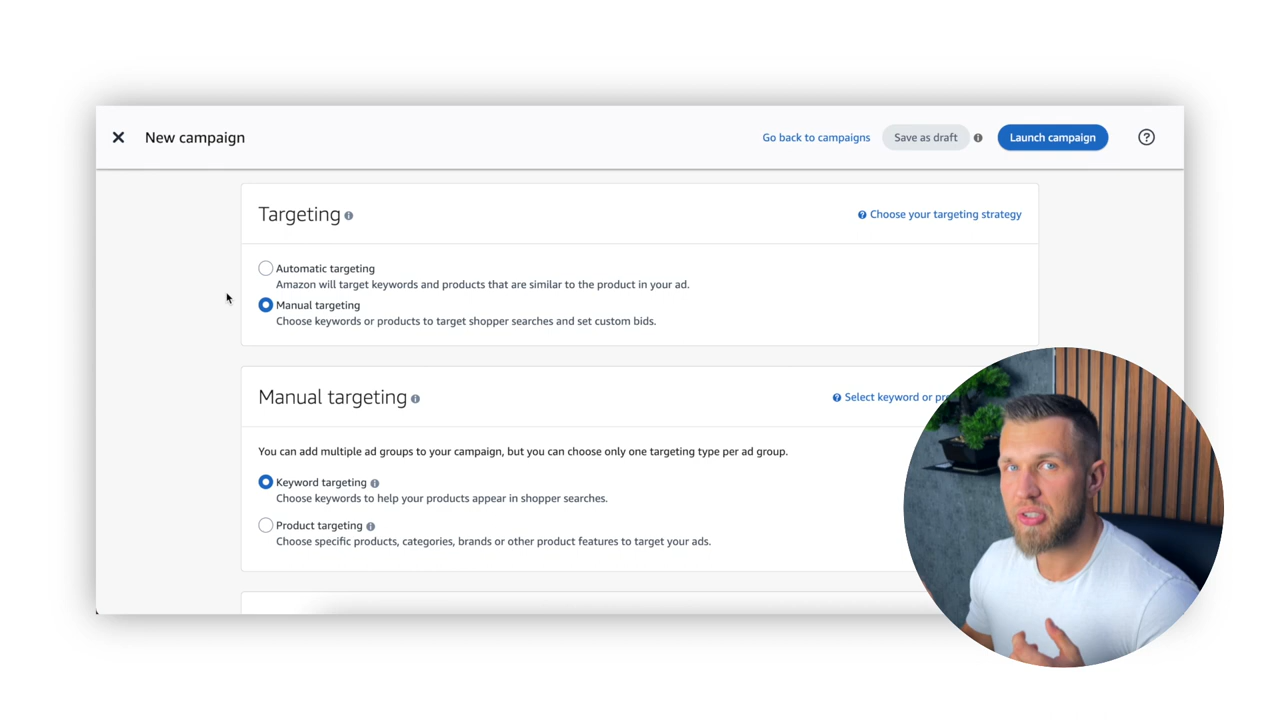 New campaign
Go back to campaigns
Save as draft
Launch campaign
Targeting
Choose your targeting strategy
Automatic targeting
Amazon will target keywords and products that are similar to the product in your ad.
Manual targeting
Choose keywords or products to target shopper searches and set custom bids.
Manual targeting
Select keyword or
You can add multiple ad groups to your campaign, but you can choose only one targeting type per ad group.
Keyword targeting
Choose keywords to help your products appear in shopper searches.
Product targeting
Choose specific products, categories, brands or other product features to target your ads.